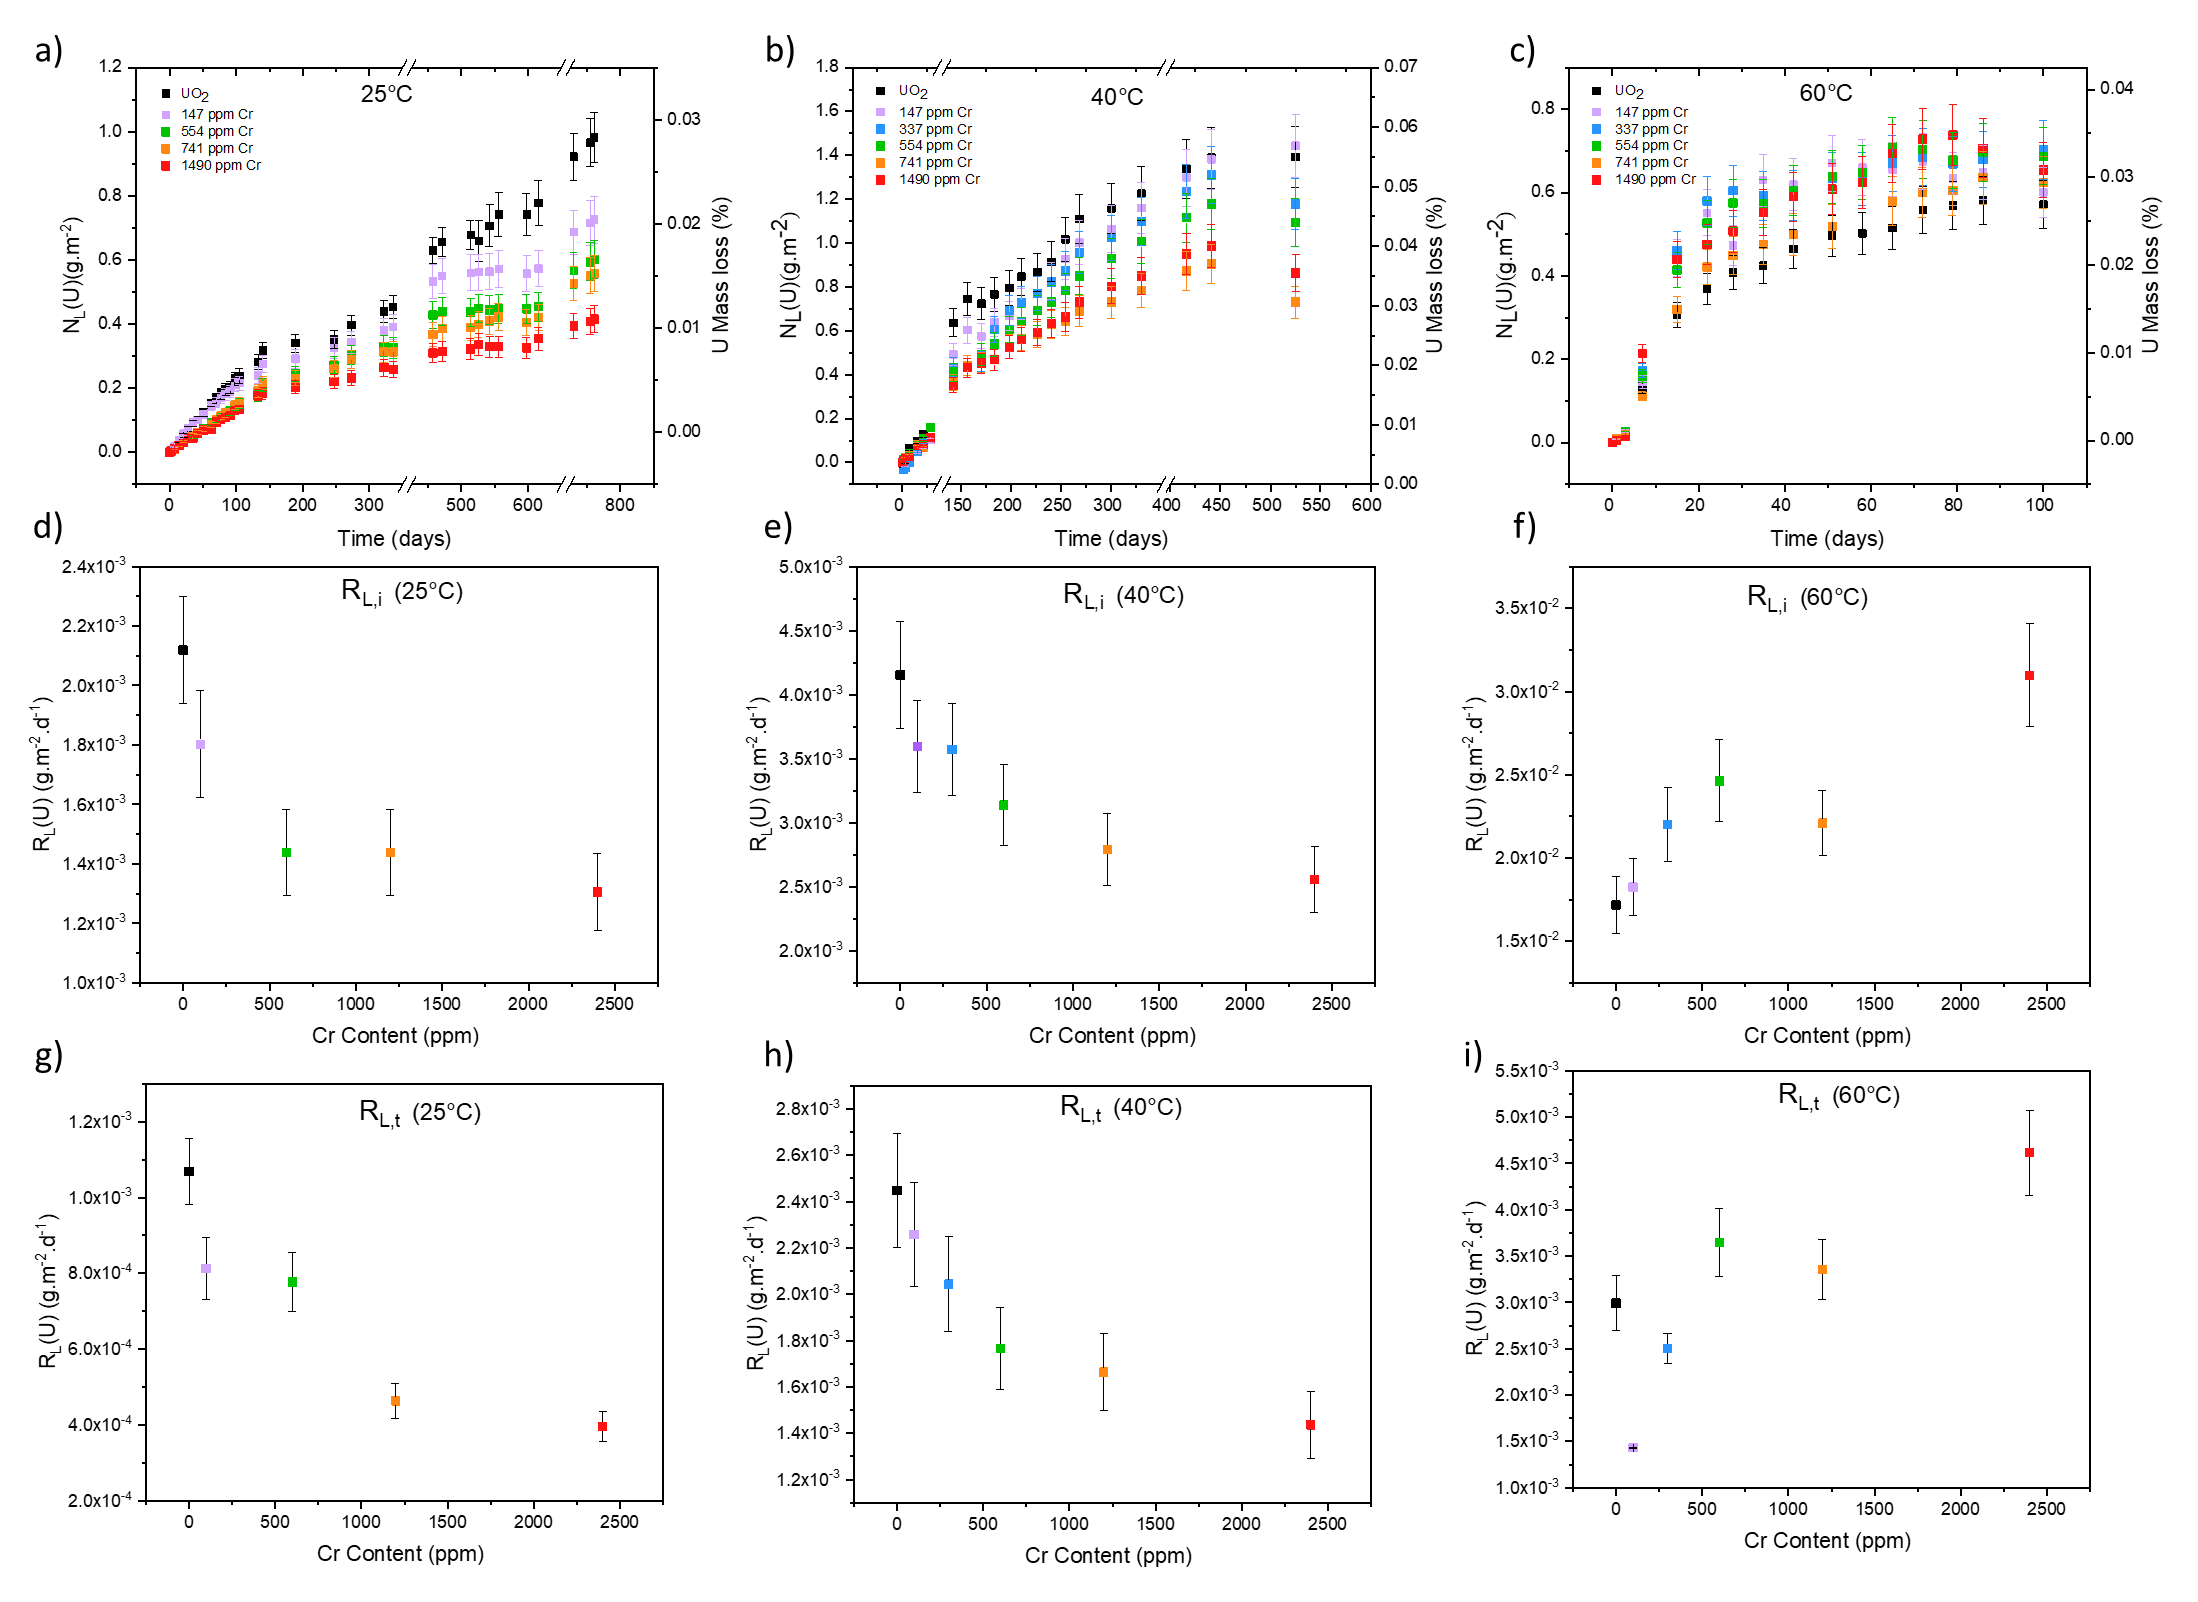 a)
25°C
UO2
147 ppm Cr
554 ppm Cr
741 ppm Cr
1490 ppm Cr
1.2
1.0
0.8
0.6
0.4
0.2
0.0
NL(U)(g.m-2)
0.03
0.02
0.01
0.00
U Mass loss (%)
0 100 200 300 500 600 800
Time (days)
b)
40°C
UO2
147 ppm Cr
337 ppm Cr
554 ppm Cr
741 ppm Cr
1490 ppm Cr
1.8
1.6
1.4
1.2
1.0
0.8
0.6
0.4
0.2
0.0
NL(U)(g.m-2)
0.07
0.06
0.05
0.04
0.03
0.02
0.01
0.00
U Mass loss (%)
0 150 200 250 300 350 400 450 500 550 600
Time (days)
c)
60°C
UO2
147 ppm Cr
337 ppm Cr
554 ppm Cr
741 ppm Cr
1490 ppm Cr
0.8
0.6
0.4
0.2
0.0
NL(U)(g.m-2)
0.04
0.03
0.02
0.01
0.00
U Mass loss (%)
0 20 40 60 80 100
Time (days)
d)
RL,i (25°C)
2.4x10-3
2.2x10-3
2.0x10-3
1.8x10-3
1.6x10-3
1.4x10-3
1.2x10-3
1.0x10-3
RL(U) (g.m-2.d-1)
0 500 1000 1500 2000 2500
Cr Content (ppm)
e)
RL,i (40°C)
5.0x10-3
4.5x10-3
4.0x10-3
3.5x10-3
3.0x10-3
2.5x10-3
2.0x10-3
RL(U) (g.m-2.d-1)
0 500 1000 1500 2000 2500
Cr Content (ppm)
f)
RL,i (60°C)
3.5x10-2
3.0x10-2
2.5x10-2
2.0x10-2
1.5x10-2
RL(U) (g.m-2.d-1)
0 500 1000 1500 2000 2500
Cr Content (ppm)
g)
RL,t (25°C)
1.2x10-3
1.0x10-3
8.0x10-4
6.0x10-4
4.0x10-4
2.0x10-4
RL(U) (g.m-2.d-1)
0 500 1000 1500 2000 2500
Cr Content (ppm)
h)
RL,t (40°C)
2.8x10-3
2.6x10-3
2.4x10-3
2.2x10-3
2.0x10-3
1.8x10-3
1.6x10-3
1.4x10-3
1.2x10-3
RL(U) (g.m-2.d-1)
0 500 1000 1500 2000 2500
Cr Content (ppm)
i)
RL,t (60°C)
5.5x10-3
5.0x10-3
4.5x10-3
4.0x10-3
3.5x10-3
3.0x10-3
2.5x10-3
2.0x10-3
1.5x10-3
1.0x10-3
RL(U) (g.m-2.d-1)
0 500 1000 1500 2000 2500
Cr Content (ppm)